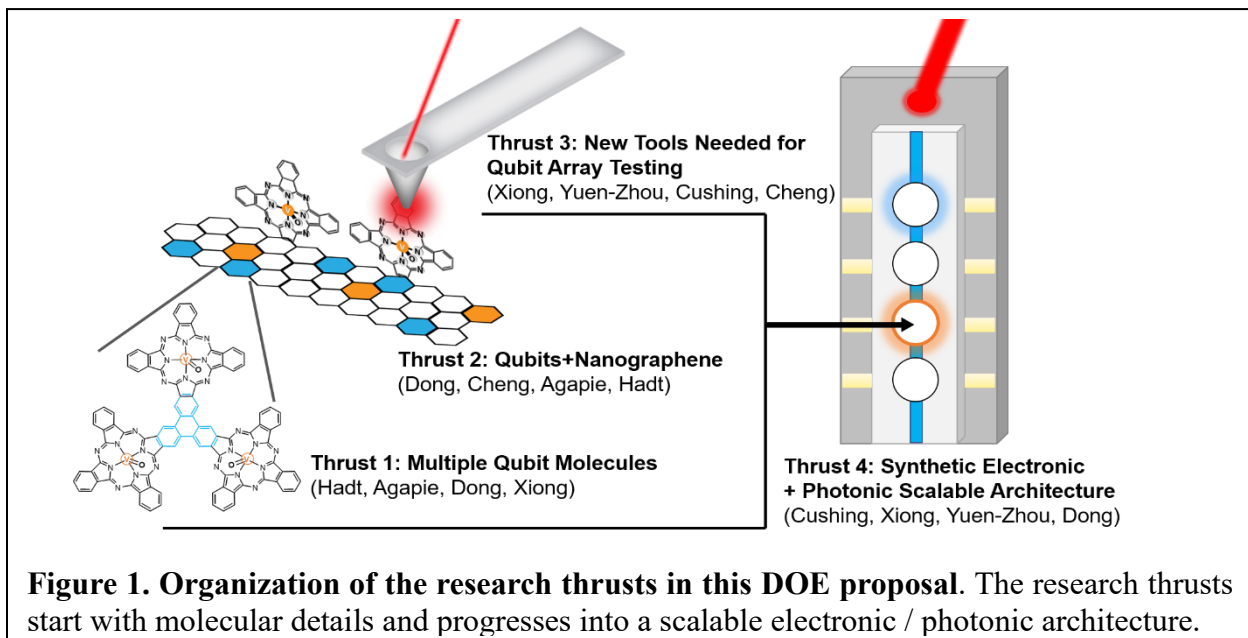 Thrust 3: New Tools Needed for
Qubit Array Testing
(Xiong, Yuen-Zhou, Cushing, Cheng)
Thrust 2: Qubits+Nanographene
(Dong, Cheng, Agapie, Hadt)
Thrust 1: Multiple Qubit Molecules
(Hadt, Agapie, Dong, Xiong)
Thrust 4: Synthetic Electronic
+ Photonic Scalable Architecture
(Cushing, Xiong, Yuen-Zhou, Dong)
Figure 1. Organization of the research thrusts in this DOE proposal. The research thrusts
start with molecular details and progresses into a scalable electronic / photonic architecture.